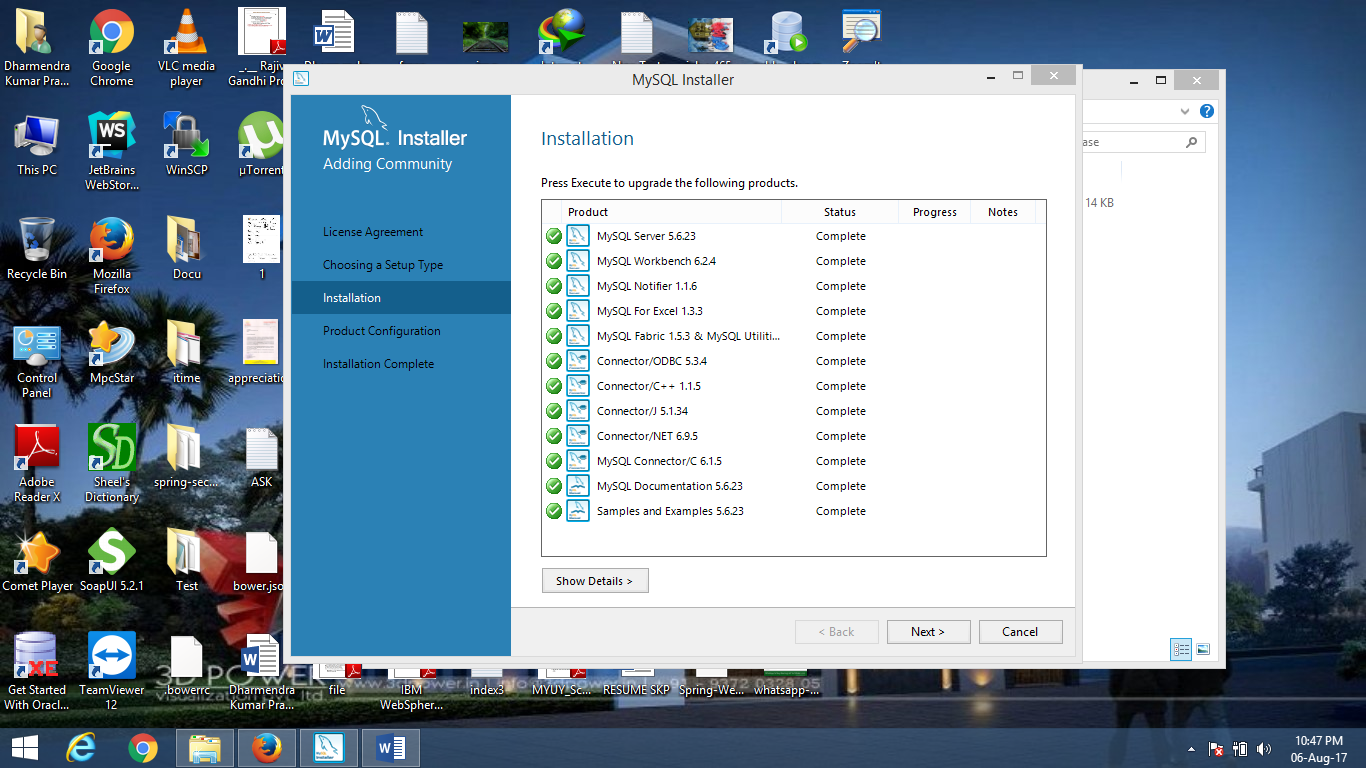 Dharmendra
Kumar Pra...
Google
Chrome
VLC media
player
_.__ Rajiv
Gandhi Pro
MySQL Installer
This PC
JetBrains
WebStor...
WinSCP
µTorrent
MySQL Installer
Adding Community
License Agreement
Choosing a Setup Type
Installation
Product Configuration
Installation Complete
Installation
Press Execute to upgrade the following products.
Product Status Progress Notes
MySQL Server 5.6.23 Complete
MySQL Workbench 6.2.4 Complete
MySQL Notifier 1.1.6 Complete
MySQL For Excel 1.3.3 Complete
MySQL Fabric 1.5.3 & MySQL Utiliti... Complete
Connector/ODBC 5.3.4 Complete
Connector/C++ 1.1.5 Complete
Connector/J 5.1.34 Complete
Connector/NET 6.9.5 Complete
MySQL Connector/C 6.1.5 Complete
MySQL Documentation 5.6.23 Complete
Samples and Examples 5.6.23 Complete
Show Details >
< Back Next > Cancel
ase
14 KB
Recycle Bin
Mozilla
Firefox
Docu
1
Control
Panel
MpcStar
itime
appreciatio
Adobe
Reader X
Sheel's
Dictionary
spring-sec...
ASK
Comet Player
SoapUI 5.2.1
Test
bower.jso
Get Started
With Oracl...
TeamViewer
12
.bowerrc
Dharmendra
Kumar Pra...
file
IBM
WebSpher...
index3
MYUY_Sc...
RESUME SKP
Spring-We...
whatsapp-...
3D POWER
10:47 PM
06-Aug-17